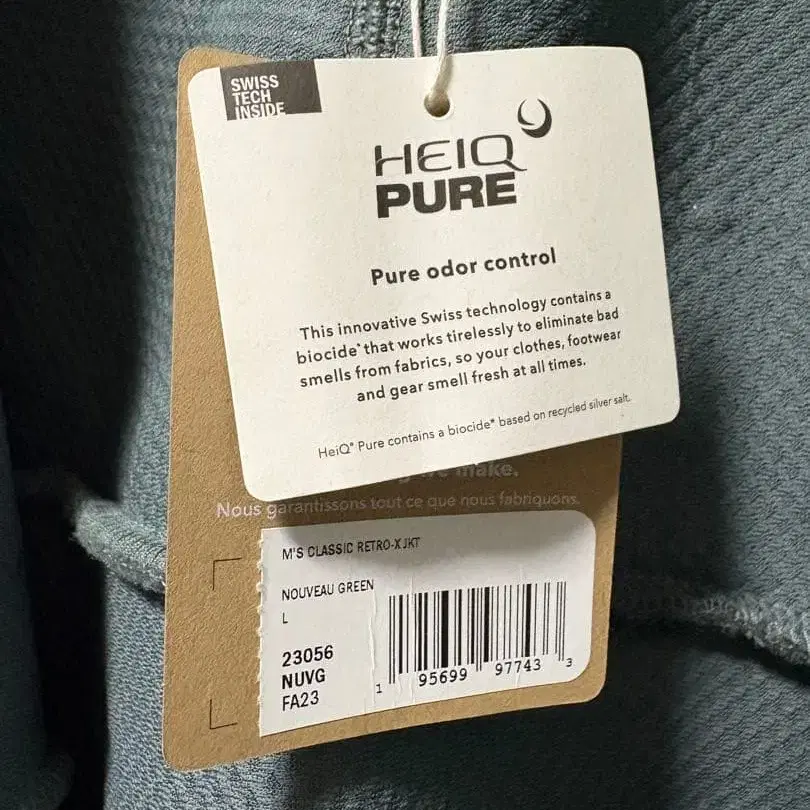 SWISS
TECH
INSIDE
HEIQ
PURE
Pure odor control
This innovative Swiss technology contains a
biocide* that works tirelessly to eliminate bad
smells from fabrics, so your clothes, footwear
and gear smell fresh at all times.
HeiQ® Pure contains a biocide* based on recycled silver salt.
we make.
Nous garantissons tout ce que nous fabriquons.
M'S CLASSIC RETRO-X JKT
NOUVEAU GREEN
L
23056
NUVG
FA23
1 95699 97743 3